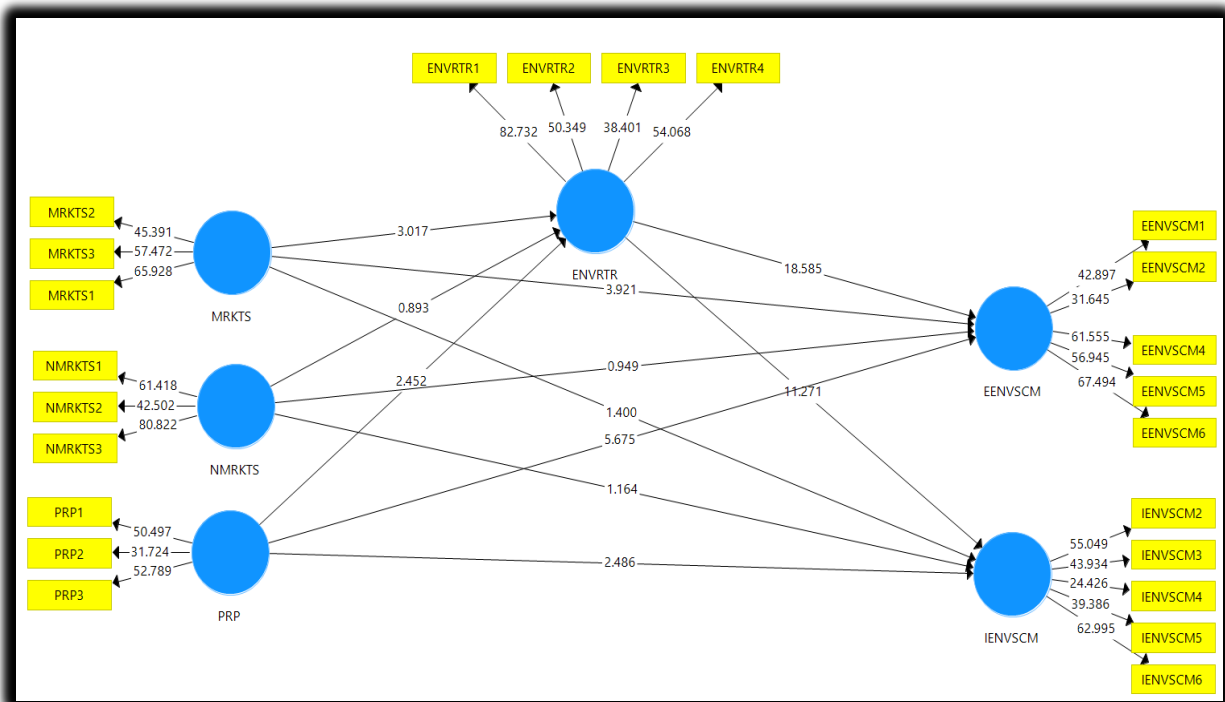 ENVRTR1 ENVRTR2 ENVRTR3 ENVRTR4
82.732 50.349 38.401 54.068
MRKTS2
MRKTS3
MRKTS1
45.391
57.472
65.928
MRKTS
3.017
ENVRTR
3.921
18.585
0.893
NMRKTS1
NMRKTS2
NMRKTS3
61.418
42.502
80.822
NMRKTS
2.452
0.949
11.271
1.400
5.675
1.164
PRP1
PRP2
PRP3
50.497
31.724
52.789
PRP
2.486
EENVSCM1
EENVSCM2
EENVSCM4
EENVSCM5
EENVSCM6
42.897
31.645
61.555
56.945
67.494
EENVSCM
IENVSCM2
IENVSCM3
IENVSCM4
IENVSCM5
IENVSCM6
55.049
43.934
24.426
39.386
62.995
IENVSCM